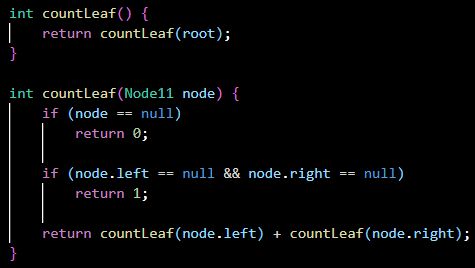 int countLeaf() {
    return countLeaf(root);
}

int countLeaf(Node11 node) {
    if (node == null)
        return 0;

    if (node.left == null && node.right == null)
        return 1;

    return countLeaf(node.left) + countLeaf(node.right);
}